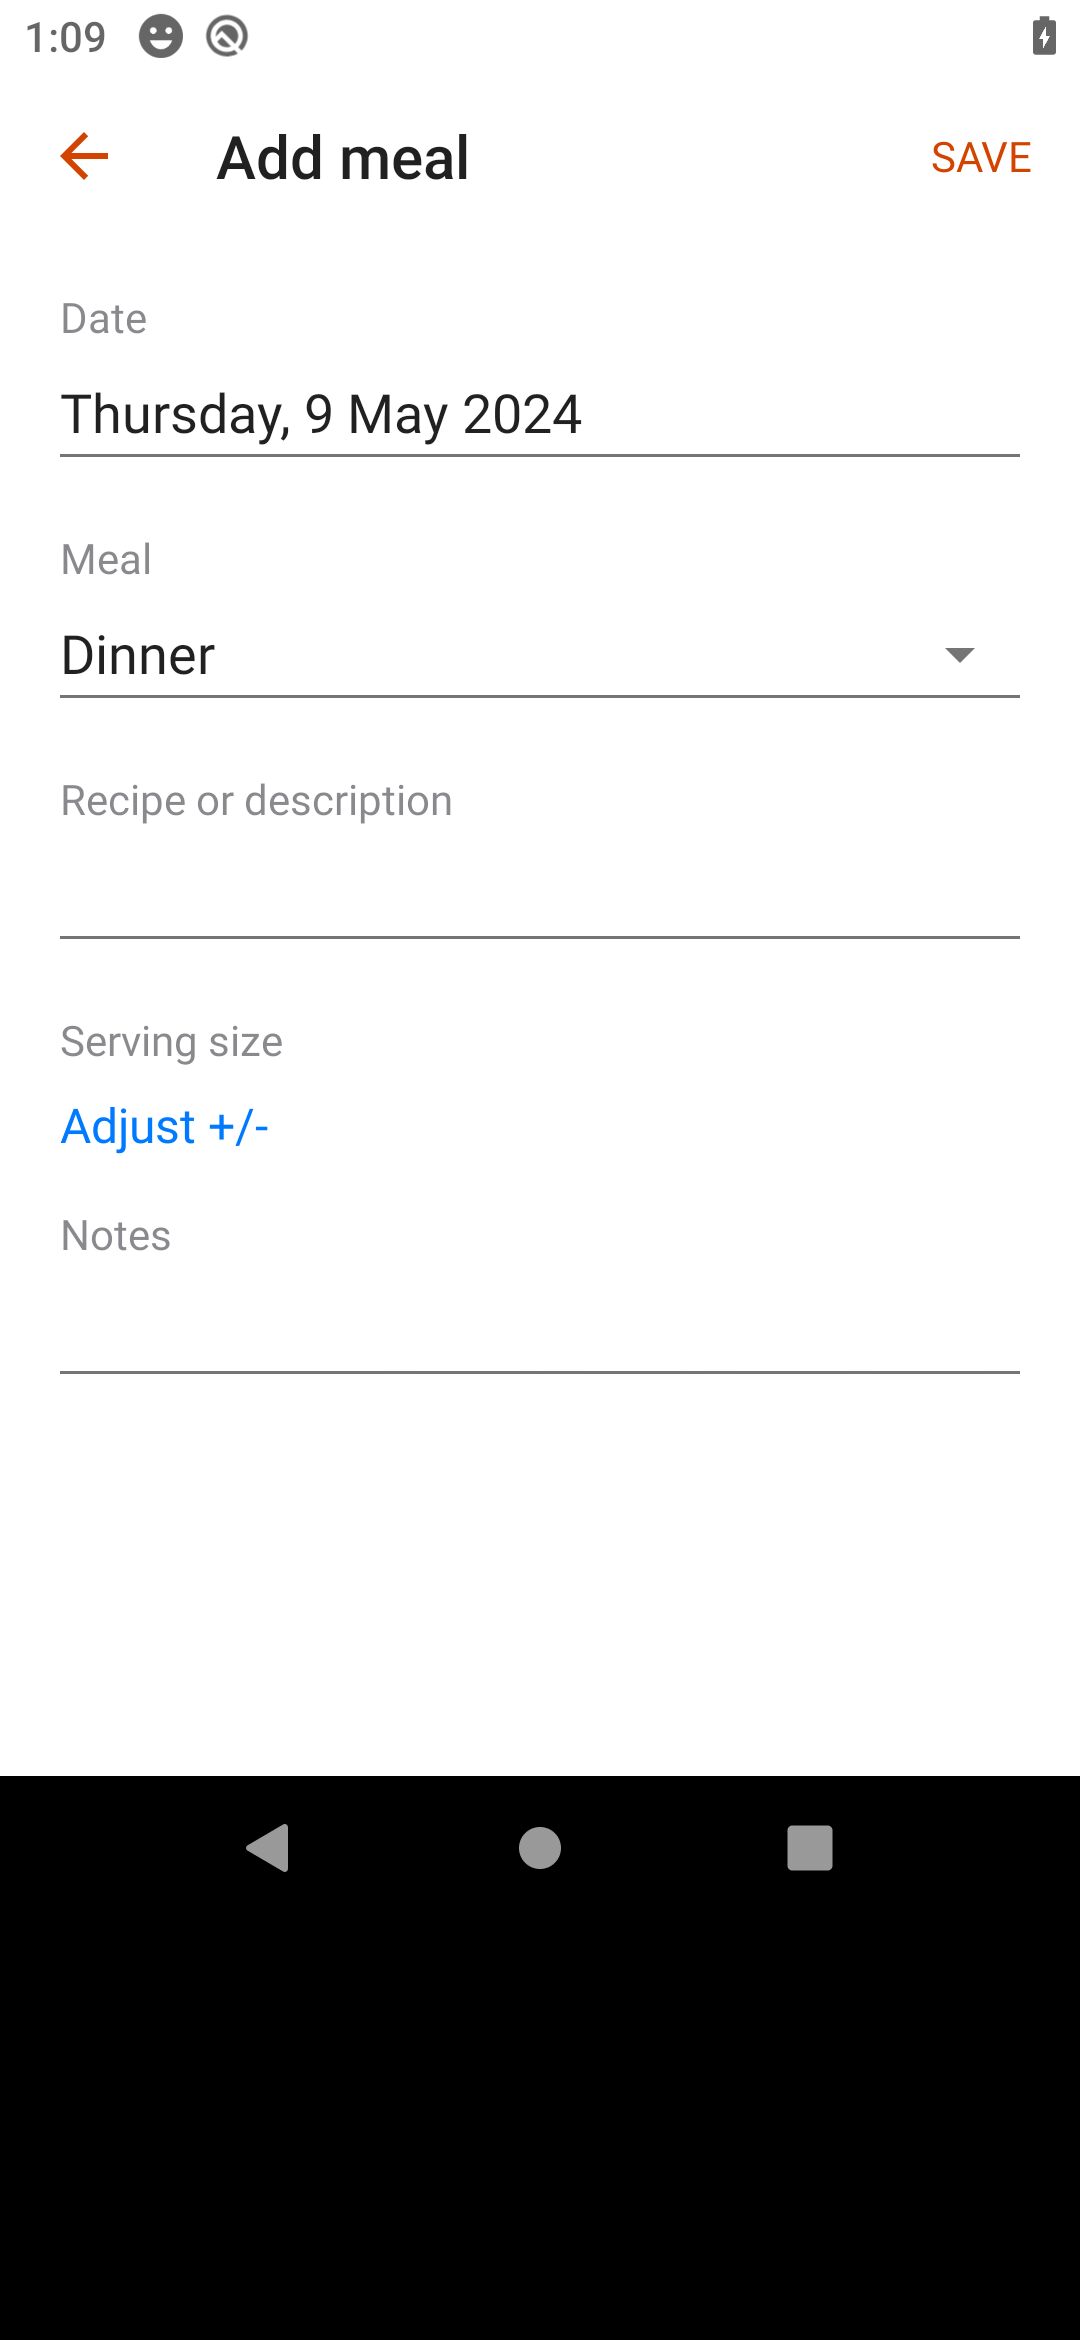 1:09
Add meal
SAVE
Date
Thursday, 9 May 2024
Meal
Dinner
Recipe or description
Serving size
Adjust +/-
Notes